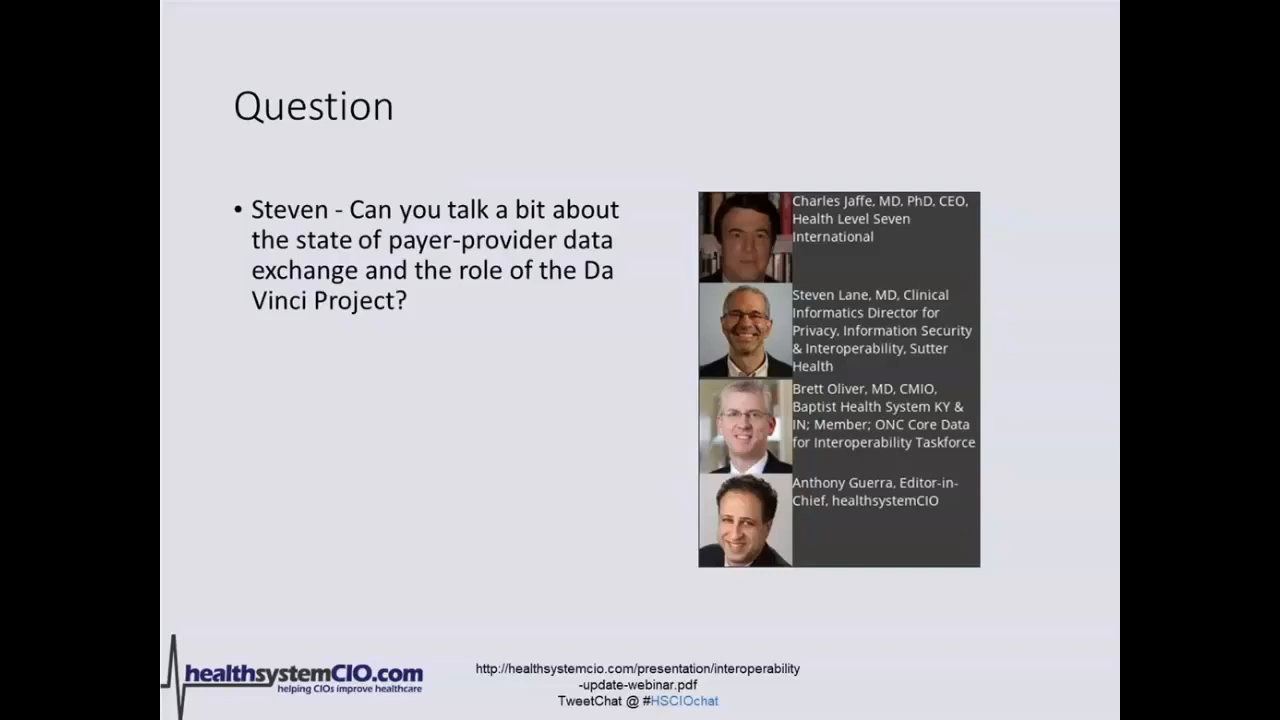 Question
• Steven - Can you talk a bit about
the state of payer-provider data
exchange and the role of the Da
Vinci Project?
Charles Jaffe, MD, PhD, CEO,
Health Level Seven
International
Steven Lane, MD, Clinical
Informatics Director for
Privacy, Information Security
& Interoperability, Sutter
Health
Brett Oliver, MD, CMIO,
Baptist Health System KY &
IN; Member; ONC Core Data
for Interoperability Taskforce
Anthony Guerra, Editor-in-
Chief, healthsystemCIO
healthsystemCIO.com
helping CIOs improve healthcare
http://healthsystemcio.com/presentation/interoperability
-update-webinar.pdf
TweetChat @ #HSCIOchat